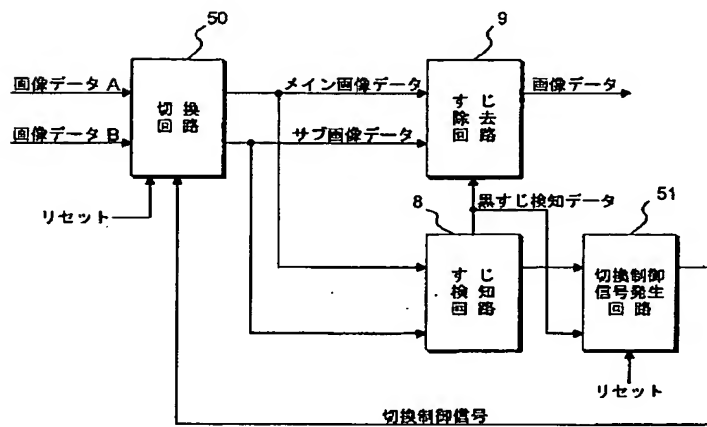 50
9
画像データ A
画像データ B
切換
回路
メイン画像データ
サブ画像データ
すじ
除去
回路
画像データ
リセット
8
黒すじ検知データ
51
すじ
検知
回路
切換制御
信号発生
回路
リセット
切換制御信号